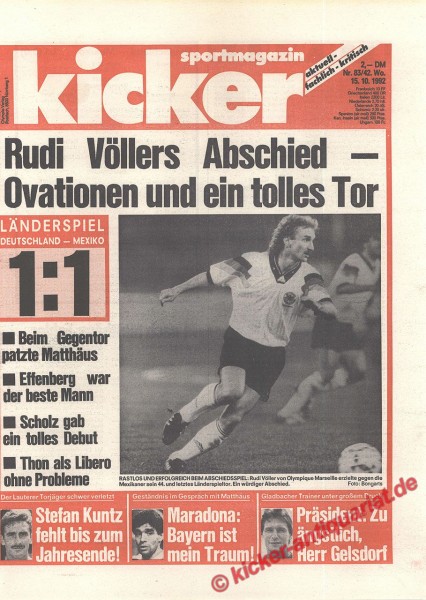 sportmagazin
kicker
aktuell-
fachlich - kritisch
2,— DM
Nr. 83/42. Wo.
15. 10. 1992
Rudi Völlers Abschied —
Ovationen und ein tolles Tor
LÄNDERSPIEL
DEUTSCHLAND – MEXIKO
1:1
Beim Gegentor
patzte Matthäus
Effenberg war
der beste Mann
Scholz gab
ein tolles Debut
Thon als Libero
ohne Probleme
RASTLOS UND ERFOLGREICH BEIM ABSCHIEDSSPIEL: Rudi Völler von Olympique Marseille erzielte gegen die
Mexikaner sein 44. und letztes Länderspieltor. Ein würdiger Abschied.
Foto: Bongarts
Der Lauterer Torjäger schwer verletzt
Stefan Kuntz
fehlt bis zum
Jahresende!
Geständnis im Gespräch mit Matthäus
Maradona:
Bayern ist
mein Traum!
Gladbacher Trainer unter großem Druck
Präsident: Zu
ängstlich,
Herr Gelsdorf
© kicker-antiquariat.de